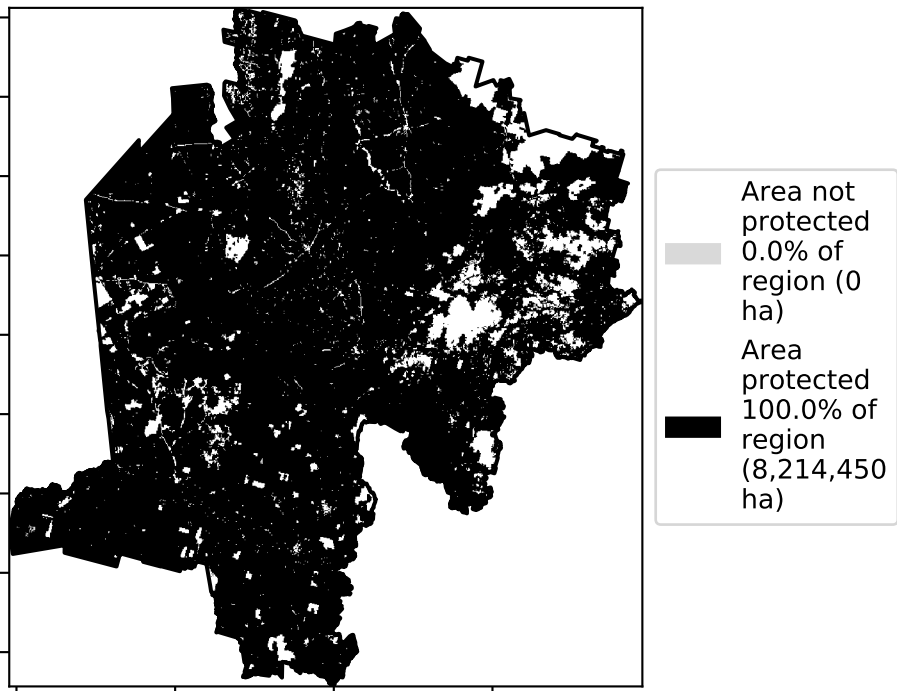 Area not
protected
0.0% of
region (0
ha)
Area
protected
100.0% of
region
(8,214,450
ha)